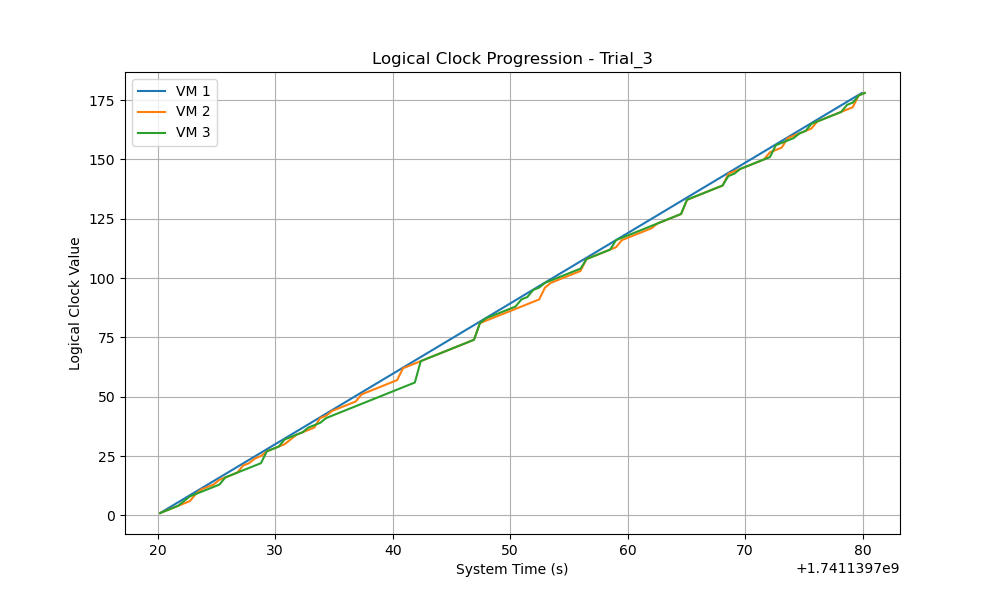 Logical Clock Progression - Trial_3
VM 1
VM 2
VM 3
Logical Clock Value
175
150
125
100
75
50
25
0
20 30 40 50 60 70 80
System Time (s)
+1.7411397e9